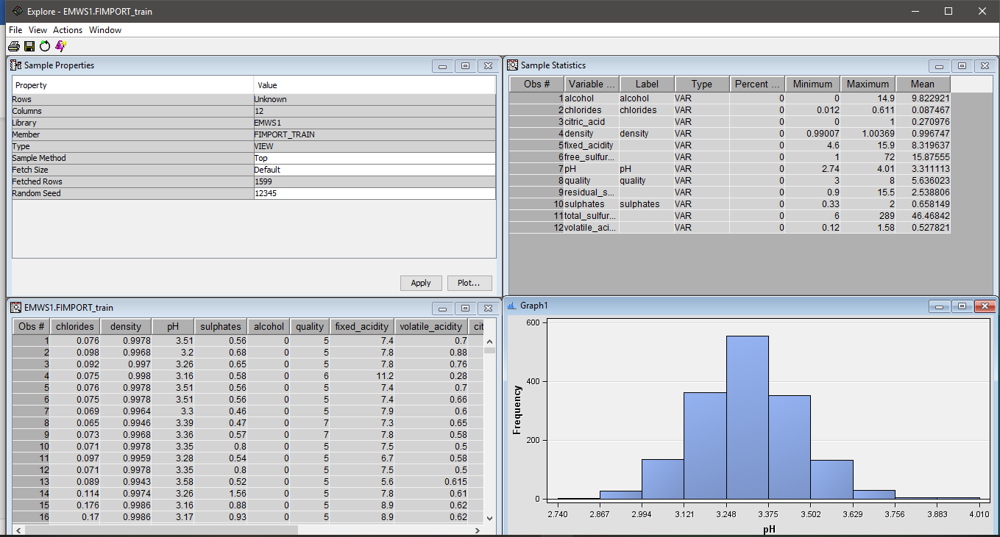 Explore - EMWS1.FIMPORT_train
File View Actions Window
Sample Properties
Property Value
Rows Unknown
Columns 12
Library EMWS1
Member FIMPORT_TRAIN
Type VIEW
Sample Method Top
Fetch Size Default
Fetched Rows 1599
Random Seed 12345
Apply Plot...
Sample Statistics
Obs # Variable ... Label Type Percent ... Minimum Maximum Mean
1 alcohol alcohol VAR 0 0 14.9 9.822921
2 chlorides chlorides VAR 0 0.012 0.611 0.087467
3 citric_acid VAR 0 0 1 0.270976
4 density density VAR 0 0.99007 1.00369 0.996747
5 fixed_acidity VAR 0 4.6 15.9 8.319637
6 free_sulfur... VAR 0 1 72 15.87555
7 pH pH VAR 0 2.74 4.01 3.311113
8 quality quality VAR 0 3 8 5.636023
9 residual_s... VAR 0 0.9 15.5 2.538806
10 sulphates sulphates VAR 0 0.33 2 0.658149
11 total_sulfur... VAR 0 6 289 46.46842
12 volatile_aci... VAR 0 0.12 1.58 0.527821
EMWS1.FIMPORT_train
Obs # chlorides density pH sulphates alcohol quality fixed_acidity volatile_acidity cit
1 0.076 0.9978 3.51 0.56 0 5 7.4 0.7
2 0.098 0.9968 3.2 0.68 0 5 7.8 0.88
3 0.092 0.997 3.26 0.65 0 5 7.8 0.76
4 0.075 0.998 3.16 0.58 0 6 11.2 0.28
5 0.076 0.9978 3.51 0.56 0 5 7.4 0.7
6 0.075 0.9978 3.51 0.56 0 5 7.4 0.66
7 0.069 0.9964 3.3 0.46 0 5 7.9 0.6
8 0.065 0.9946 3.39 0.47 0 7 7.3 0.65
9 0.073 0.9968 3.36 0.57 0 7 7.8 0.58
10 0.071 0.9978 3.35 0.8 0 5 7.5 0.5
11 0.097 0.9959 3.28 0.54 0 5 6.7 0.58
12 0.071 0.9978 3.35 0.8 0 5 7.5 0.5
13 0.089 0.9943 3.58 0.52 0 5 5.6 0.615
14 0.114 0.9974 3.26 1.56 0 5 7.8 0.61
15 0.176 0.9986 3.16 0.88 0 5 8.9 0.62
16 0.17 0.9986 3.17 0.93 0 5 8.9 0.62
Graph1
600
400
200
0
Frequency
2.740 2.867 2.994 3.121 3.248 3.375 3.502 3.629 3.756 3.883 4.010
pH